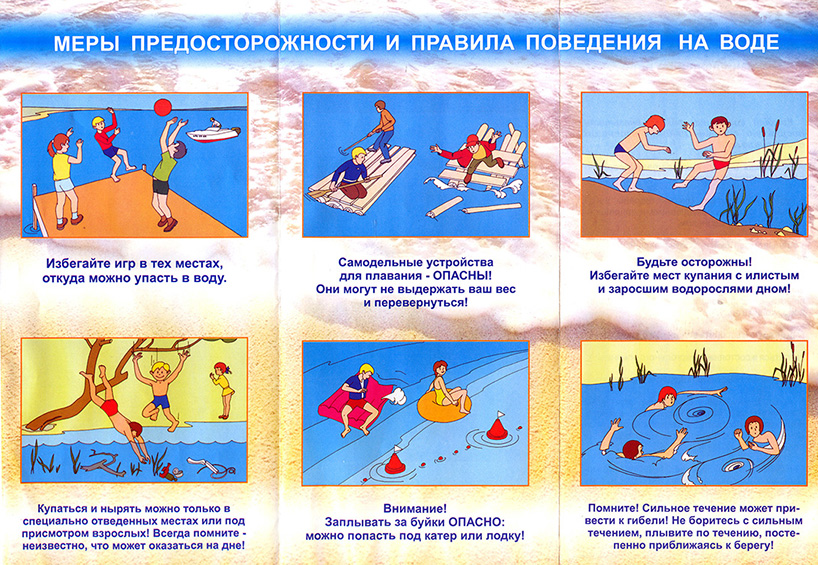 МЕРЫ ПРЕДОСТОРОЖНОСТИ И ПРАВИЛА ПОВЕДЕНИЯ НА ВОДЕ
Избегайте игр в тех местах,
откуда можно упасть в воду.
Самодельные устройства
для плавания - ОПАСНЫ!
Они могут не выдержать ваш вес
и перевернуться!
Будьте осторожны!
Избегайте мест купания с илистым
и заросшим водорослями дном!
Купаться и нырять можно только в
специально отведенных местах или под
присмотром взрослых! Всегда помните -
неизвестно, что может оказаться на дне!
Внимание!
Заплывать за буйки ОПАСНО:
можно попасть под катер или лодку!
Помните! Сильное течение может при-
вести к гибели! Не боритесь с сильным
течением, плывите по течению, посте-
пенно приближаясь к берегу!